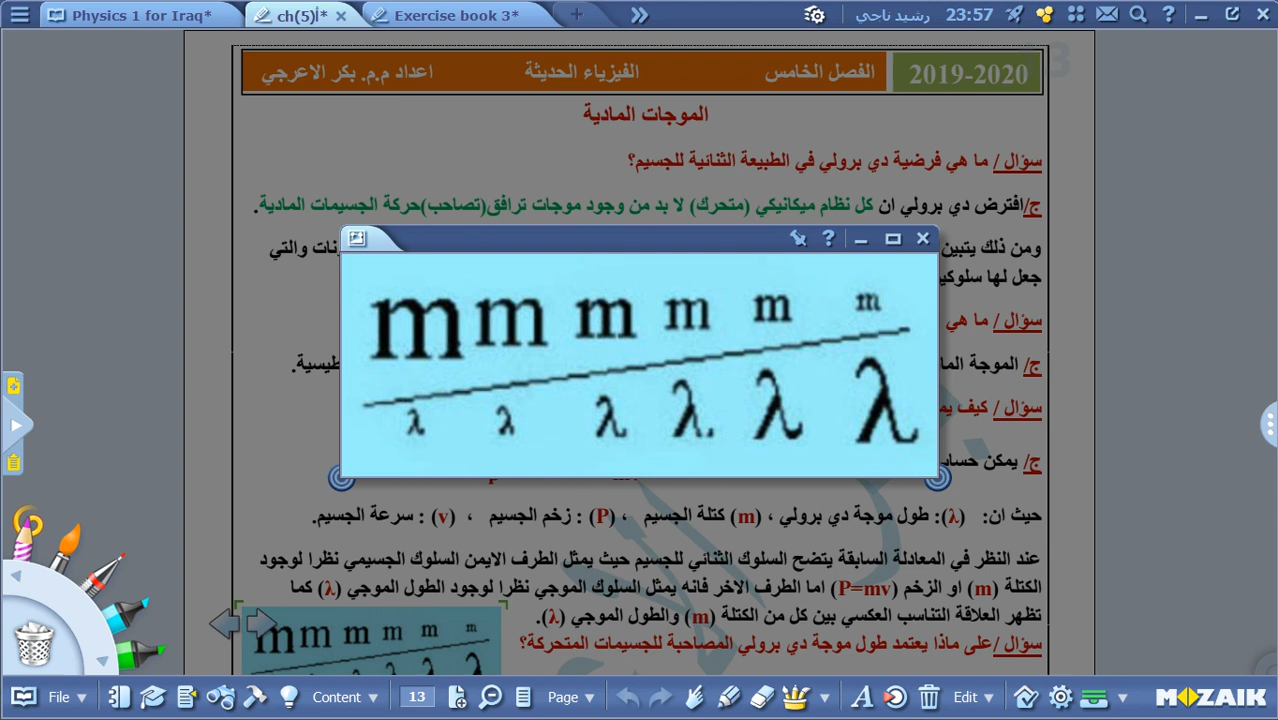 Physics 1 for Iraq*
ch(5)*
Exercise book 3*
رشيد ناجي
23:57
2019-2020
الفصل الخامس
الفيزياء الحديثة
اعداد م.م. بكر الاعرجي
الموجات المادية
سؤال / ما هي فرضية دي برولي في الطبيعة الثنائية للجسيم؟
ج/افترض دي برولي ان كل نظام ميكانيكي (متحرك) لا بد من وجود موجات ترافق(تصاحب)حركة الجسيمات المادية.
ومن ذلك يتبين
سؤال / ما هي
ج/ الموجة
سؤال / كيف
ج/ يمكن
m m m m m m
λ λ λ λ λ λ
حيث ان: (λ): طول موجة دي برولي ، (m) كتلة الجسيم ، (P) : زخم الجسيم ، (v) : سرعة الجسيم.
عند النظر في المعادلة السابقة يتضح السلوك الثنائي للجسيم حيث يمثل الطرف الايمن السلوك الجسيمي نظرا لوجود
الكتلة (m) او الزخم (P=mv) اما الطرف الاخر فانه يمثل السلوك الموجي نظرا لوجود الطول الموجي (λ) كما
تظهر العلاقة التناسب العكسي بين كل من الكتلة (m) والطول الموجي (λ).
سؤال /على ماذا يعتمد طول موجة دي برولي المصاحبة للجسيمات المتحركة؟
m m m m m m
File
Content
13
Page
Edit
MOZAIK